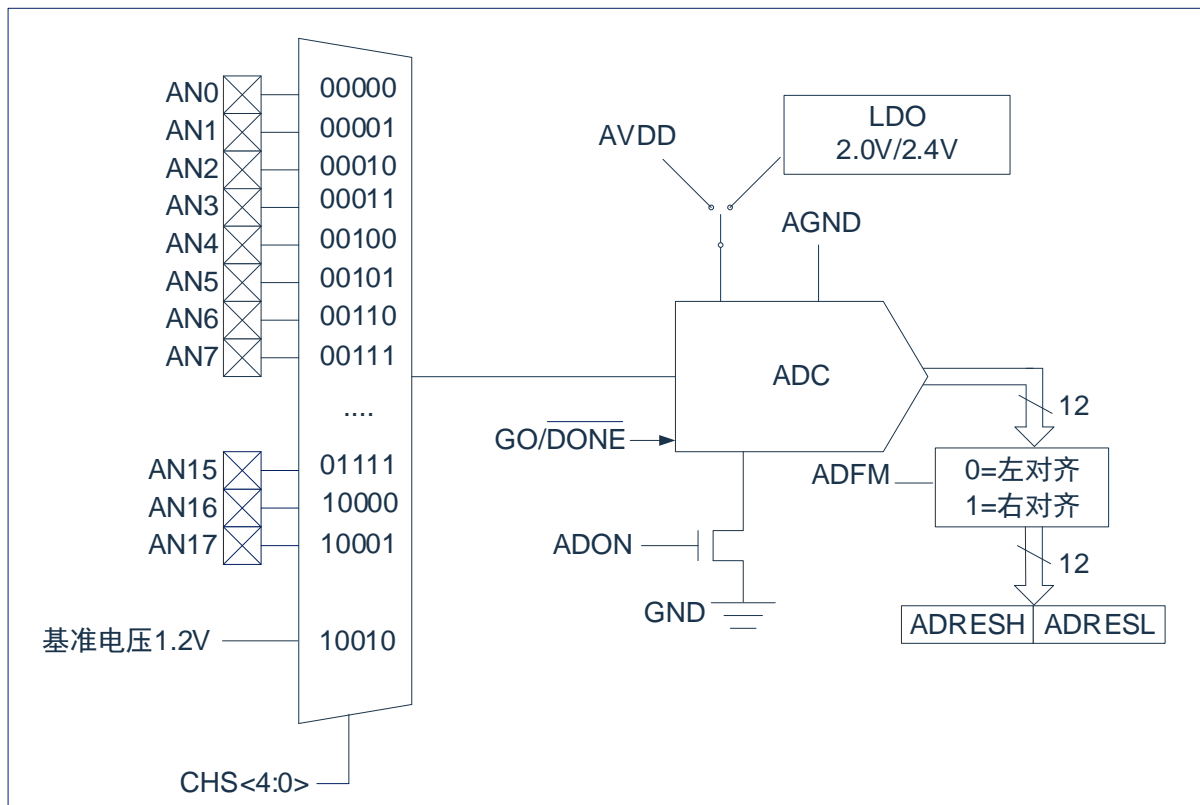 AN0
00000
AN1
00001
AN2
00010
AN3
00011
AN4
00100
AN5
00101
AN6
00110
AN7
00111
....
AN15
01111
AN16
10000
AN17
10001
基准电压1.2V
10010
CHS<4:0>
AVDD
LDO
2.0V/2.4V
AGND
ADC
GO/DONE
12
ADFM
0=左对齐
1=右对齐
ADON
12
GND
ADRESH
ADRESL